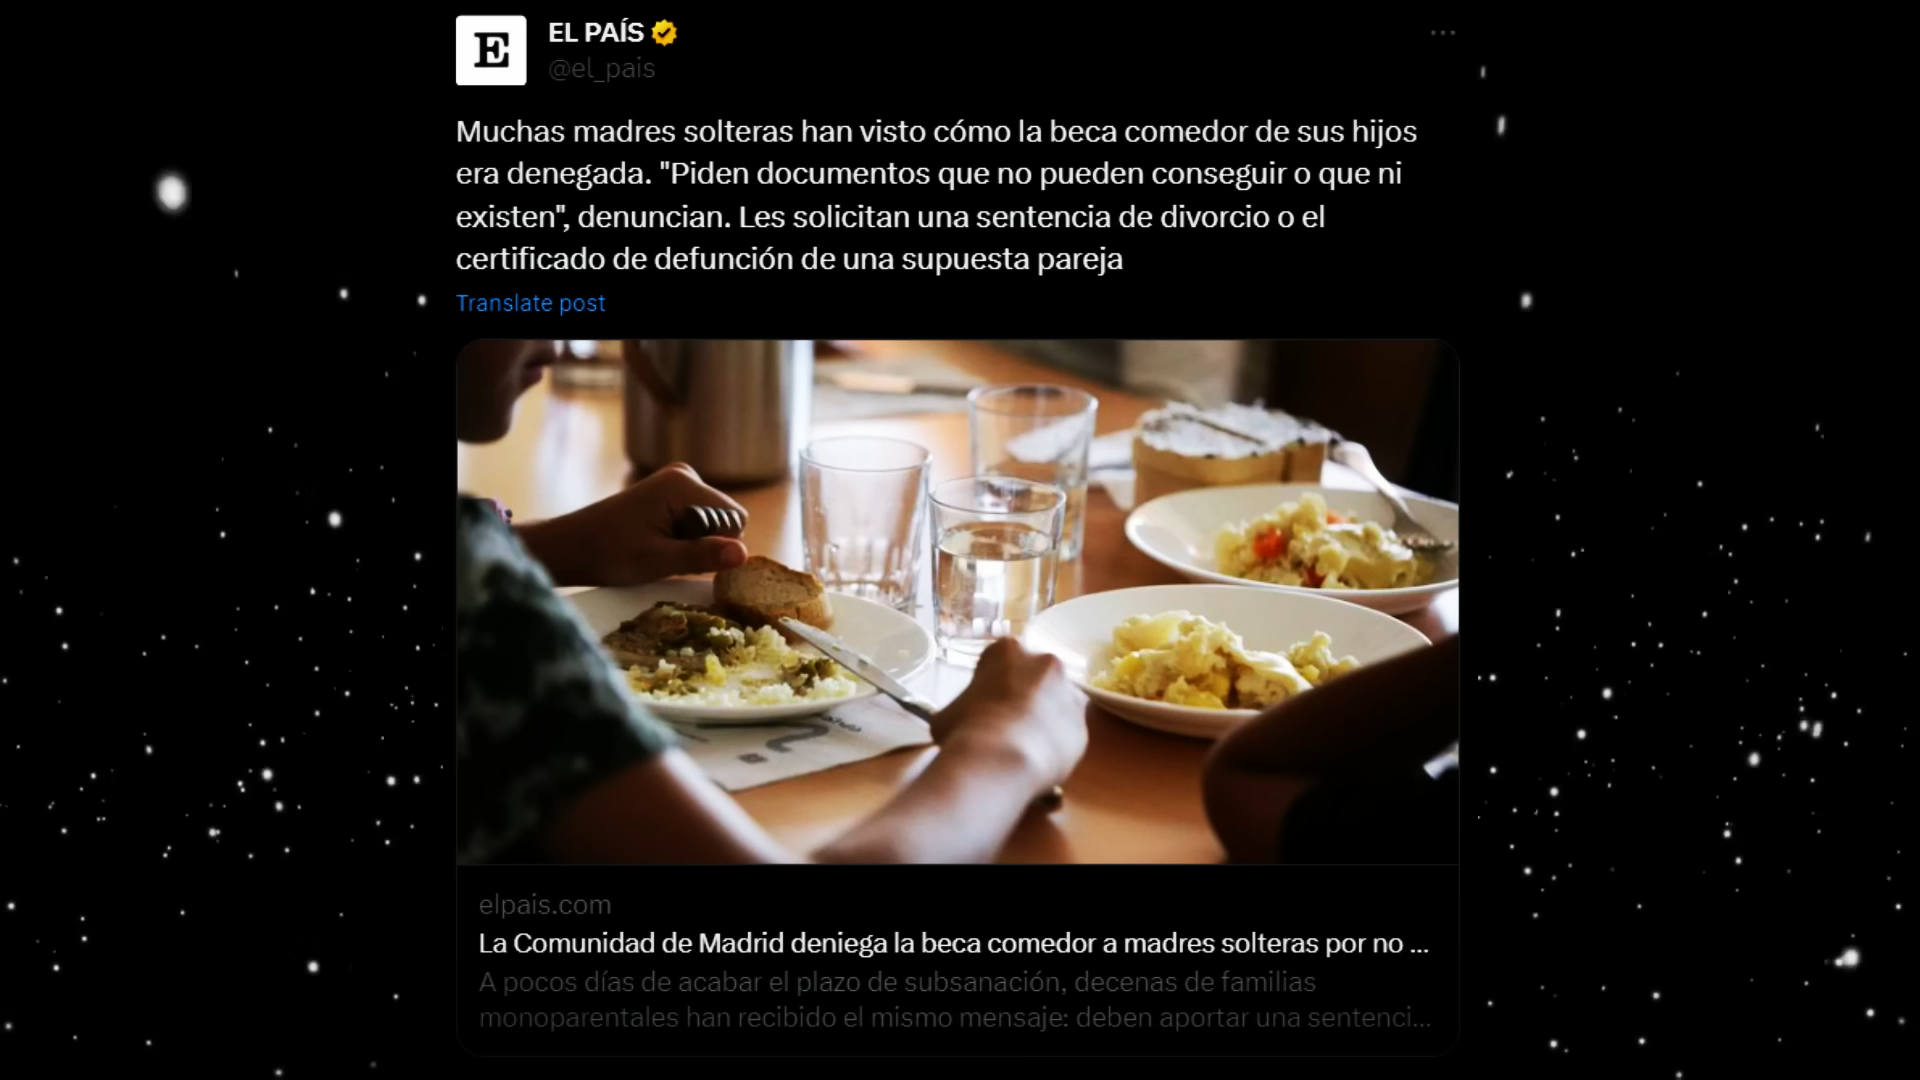 E
EL PAÍS
@el_pais
Muchas madres solteras han visto cómo la beca comedor de sus hijos
era denegada. "Piden documentos que no pueden conseguir o que ni
existen", denuncian. Les solicitan una sentencia de divorcio o el
certificado de defunción de una supuesta pareja
Translate post
elpais.com
La Comunidad de Madrid deniega la beca comedor a madres solteras por no ...
A pocos días de acabar el plazo de subsanación, decenas de familias
monoparentales han recibido el mismo mensaje: deben aportar una sentenci...